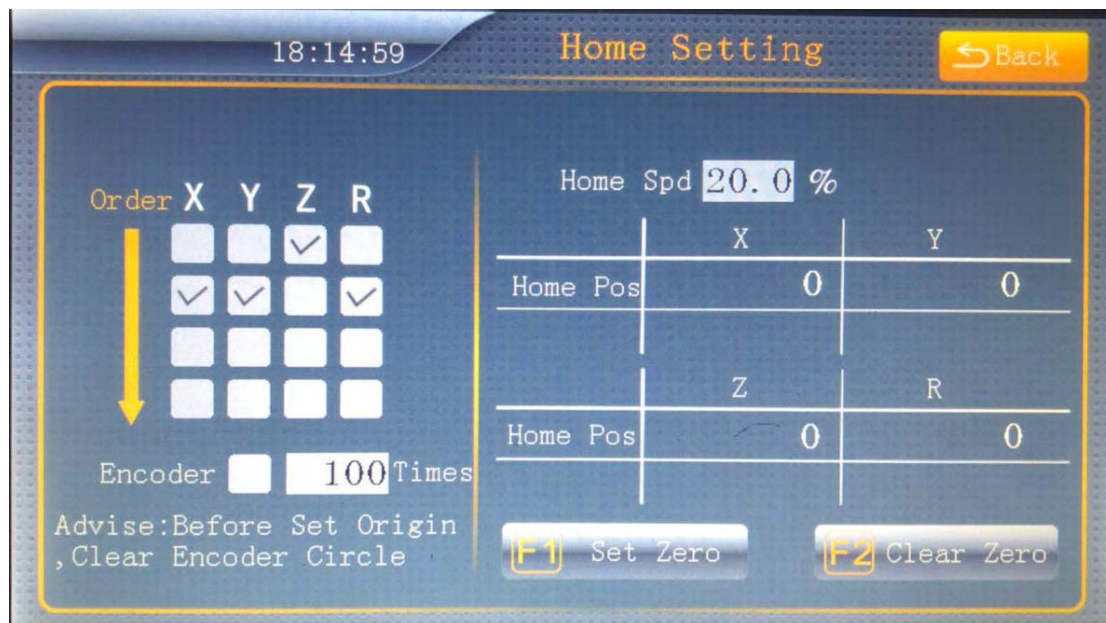 18:14:59
Home Setting
Back
Order X Y Z R
Encoder 100 Times
Advise:Before Set Origin
,Clear Encoder Circle
Home Spd 20.0 %
X Y
Home Pos 0 0
Z R
Home Pos 0 0
F1 Set Zero
F2 Clear Zero